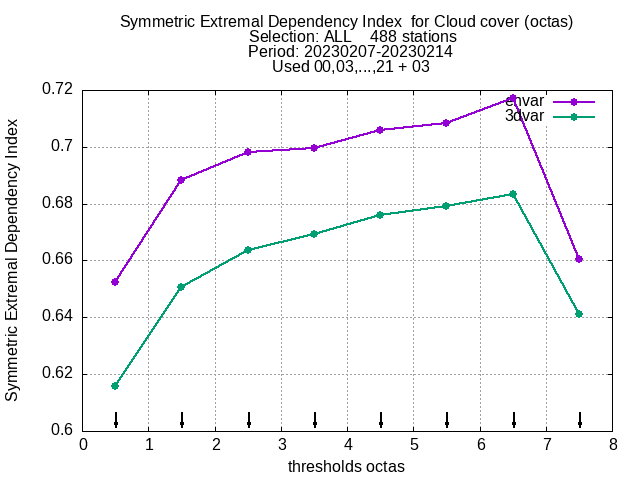 Symmetric Extremal Dependency Index  for Cloud cover (octas)
Selection: ALL    488 stations
Period: 20230207-20230214
Used 00,03,...,21 + 03
envar
3dvar
Symmetric Extremal Dependency Index
0.72
0.7
0.68
0.66
0.64
0.62
0.6
0 1 2 3 4 5 6 7 8
thresholds octas